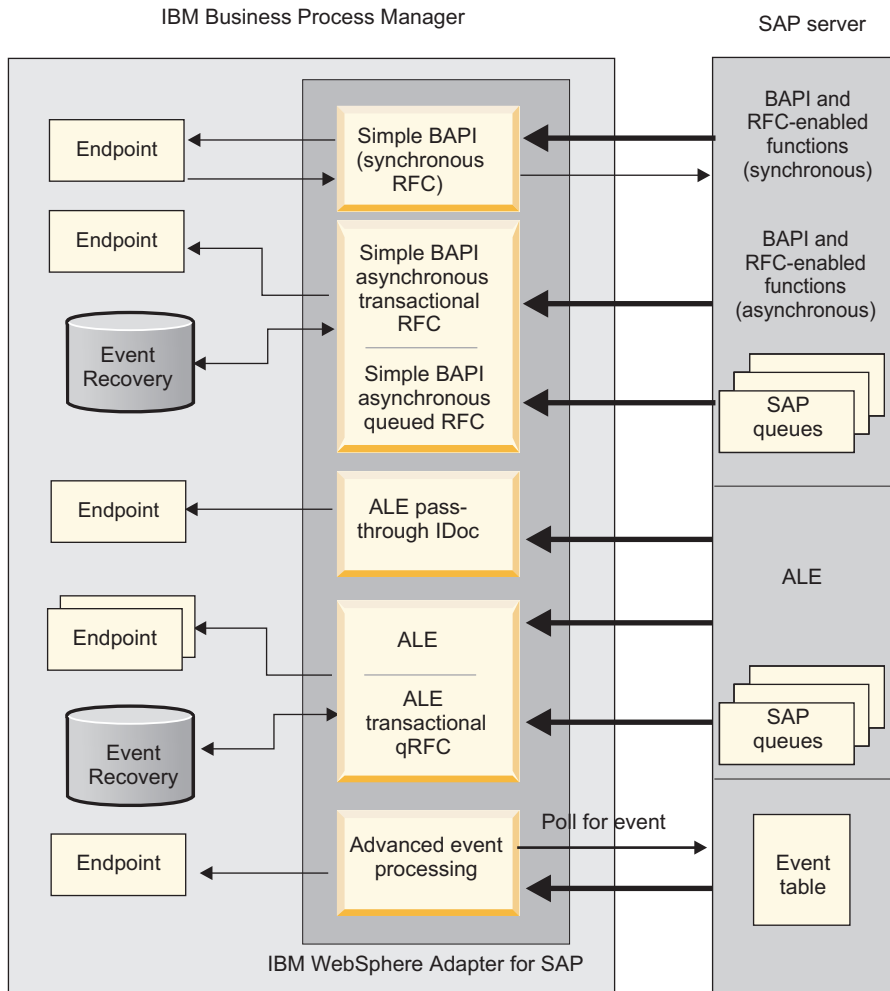 IBM Business Process Manager
SAP server
Endpoint
Simple BAPI
(synchronous
RFC)
BAPI and
RFC-enabled
functions
(synchronous)
Endpoint
Simple BAPI
asynchronous
transactional
RFC
BAPI and
RFC-enabled
functions
(asynchronous)
Event
Recovery
Simple BAPI
asynchronous
queued RFC
SAP
queues
Endpoint
ALE pass-
through IDoc
ALE
Endpoint
ALE
ALE
transactional
qRFC
SAP
queues
Event
Recovery
Endpoint
Advanced event
processing
Poll for event
Event
table
IBM WebSphere Adapter for SAP